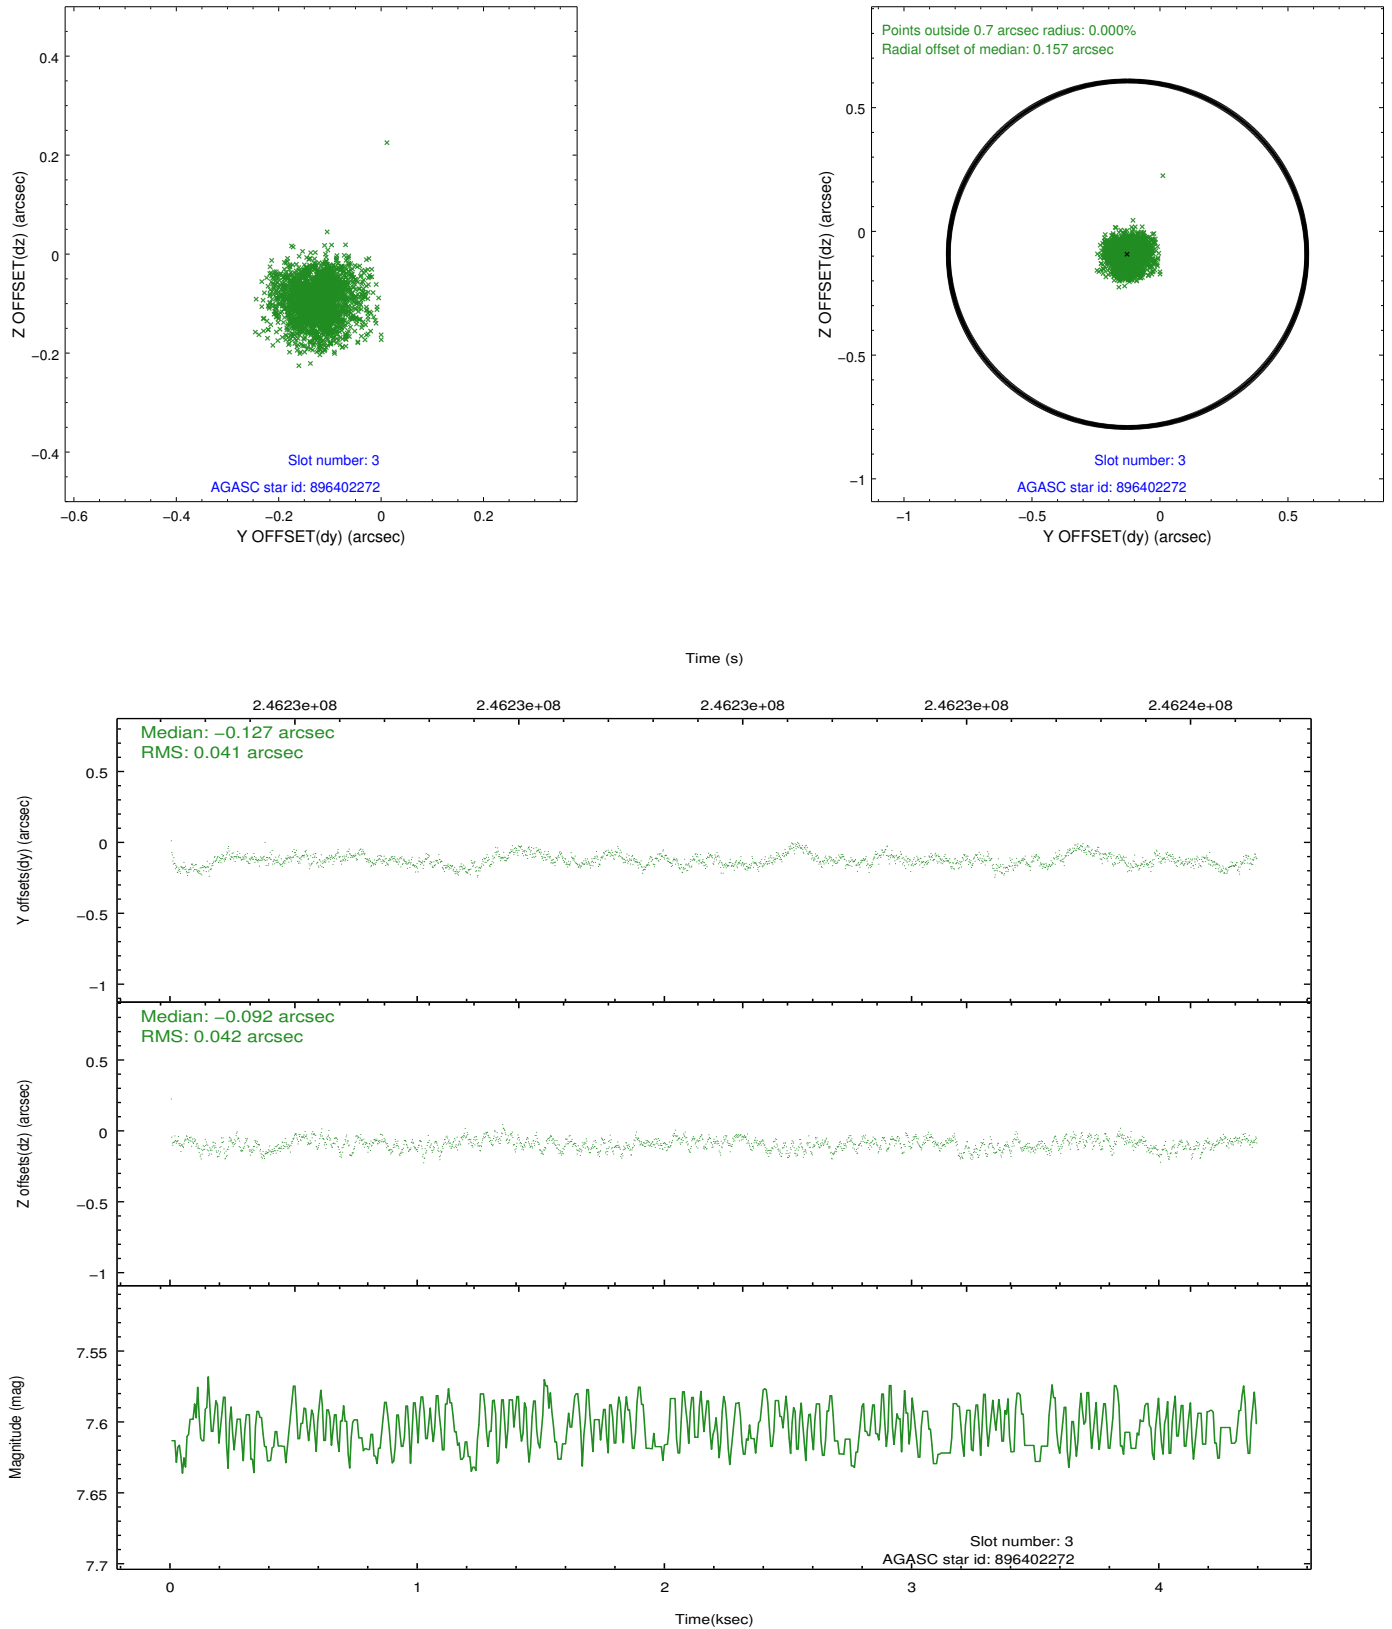 0.4
0.2
0
−0.2
−0.4
Z OFFSET(dz) (arcsec)
Slot number: 3
AGASC star id: 896402272
−0.6
−0.4
−0.2
0
0.2
Y OFFSET(dy) (arcsec)
Points outside 0.7 arcsec radius: 0.000%
Radial offset of median: 0.157 arcsec
0.5
0
−0.5
−1
Z OFFSET(dz) (arcsec)
Slot number: 3
AGASC star id: 896402272
−1
−0.5
0
0.5
Y OFFSET(dy) (arcsec)
Time (s)
2.4623e+08
2.4623e+08
2.4623e+08
2.4623e+08
2.4624e+08
Median: −0.127 arcsec
RMS: 0.041 arcsec
0.5
0
−0.5
−1
Y offsets(dy) (arcsec)
Median: −0.092 arcsec
RMS: 0.042 arcsec
0.5
0
−0.5
−1
Z offsets(dz) (arcsec)
7.55
7.6
7.65
7.7
Magnitude (mag)
Slot number: 3
AGASC star id: 896402272
0
1
2
3
4
Time(ksec)